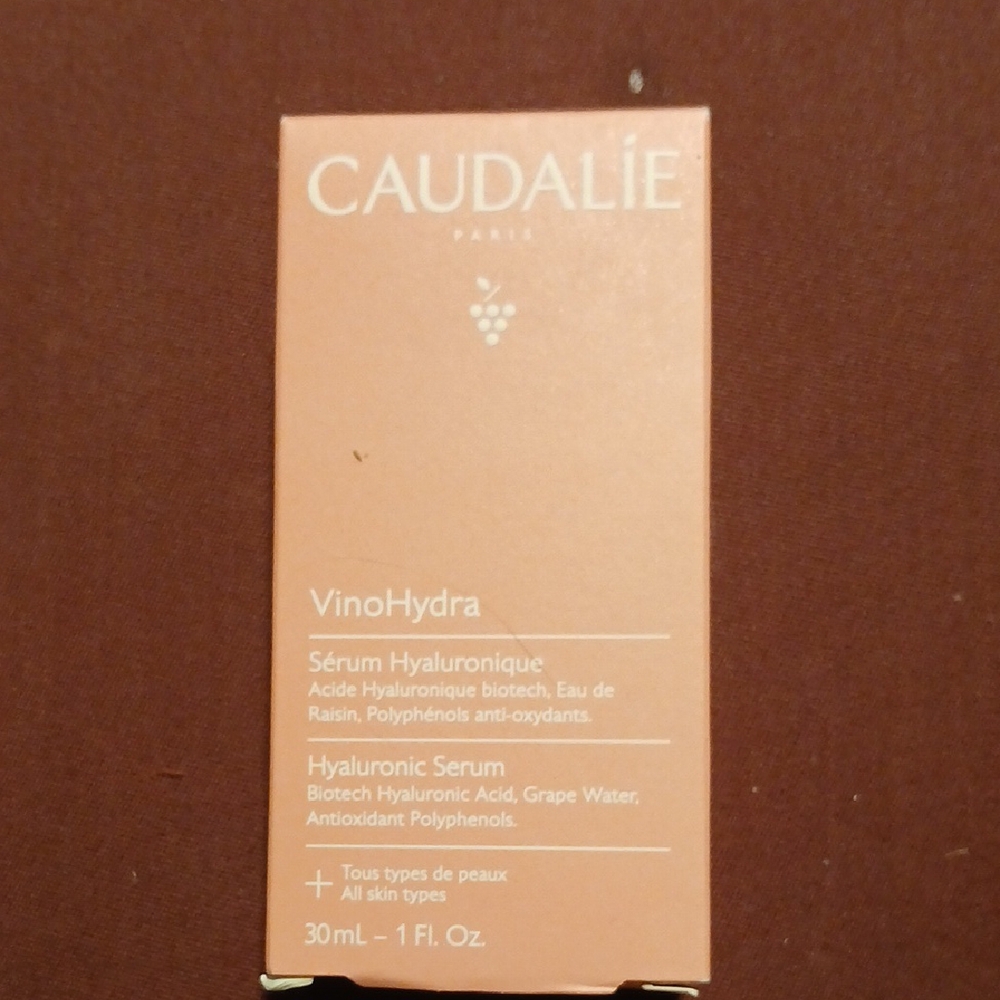 CAUDALÍE
PARIS
VinoHydra
Sérum Hyaluronique
Acide Hyaluronique biotech, Eau de
Raisin, Polyphénols anti-oxydants.
Hyaluronic Serum
Biotech Hyaluronic Acid, Grape Water,
Antioxidant Polyphenols.
+ Tous types de peaux
All skin types
30mL – 1 Fl. Oz.